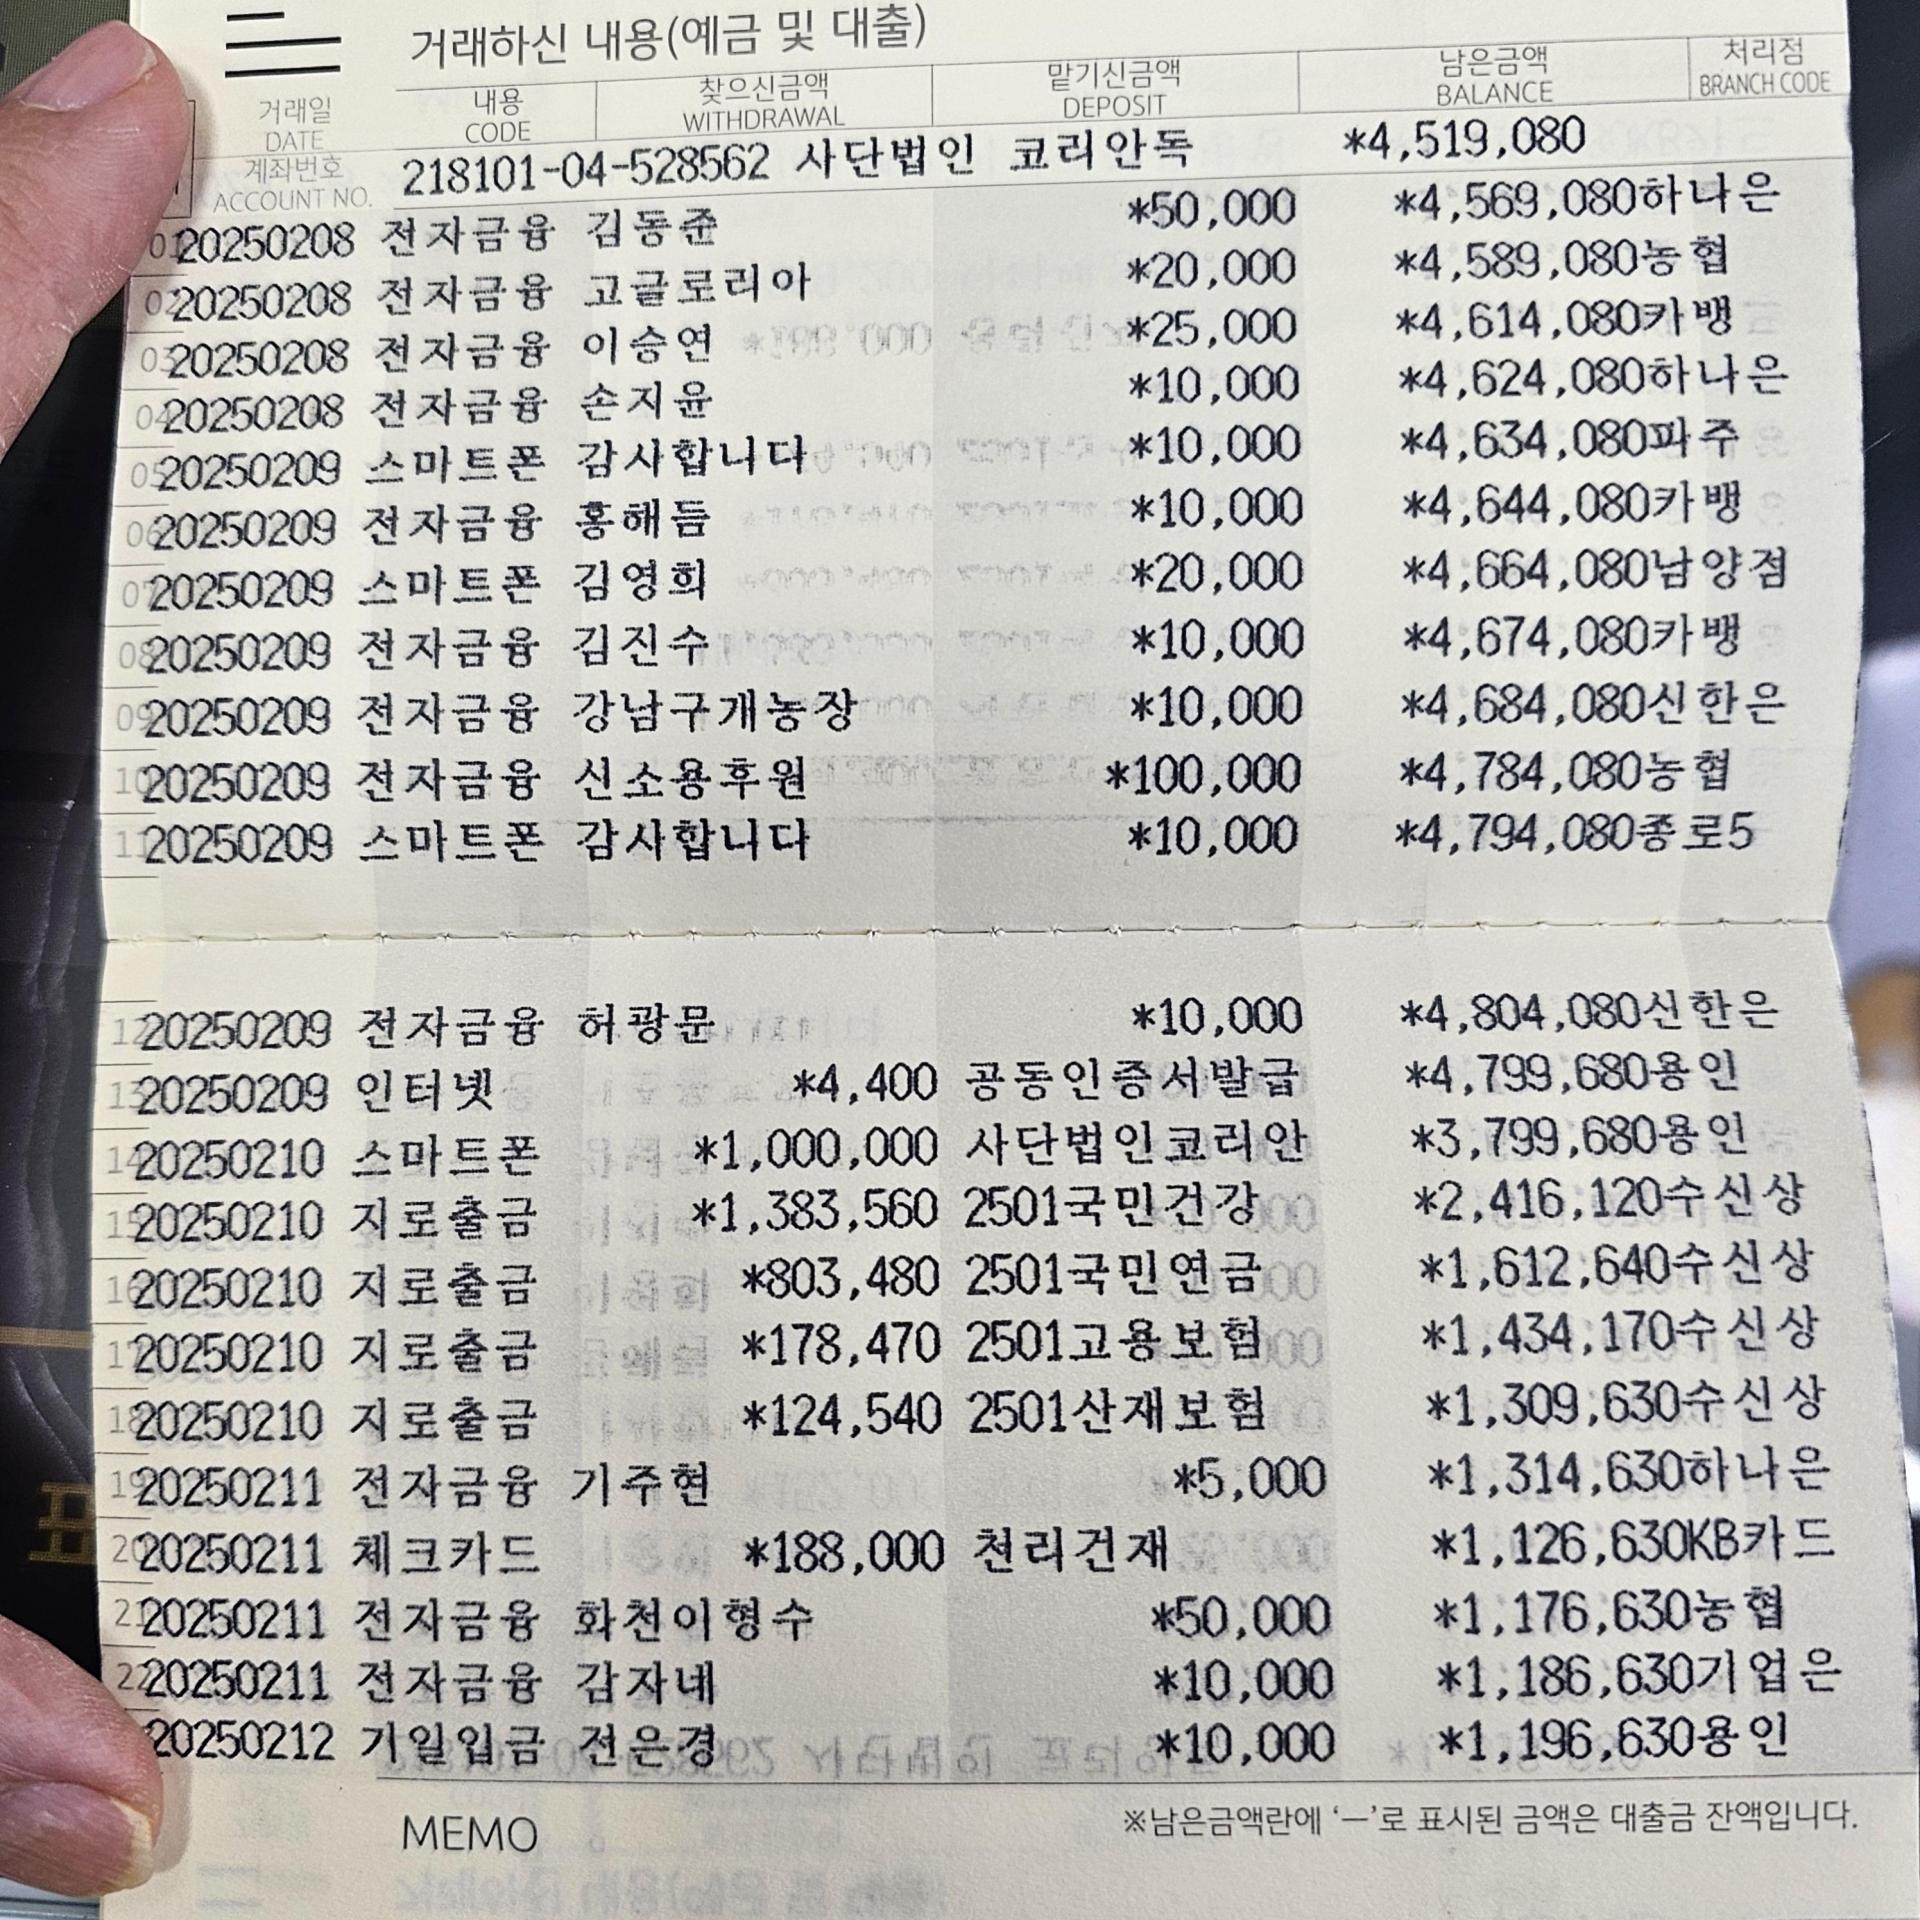 거래하신 내용(예금 및 대출)
거래일 내용 찾으신금액 맡기신금액 남은금액 처리점
DATE CODE WITHDRAWAL DEPOSIT BALANCE BRANCH CODE
계좌번호 ACCOUNT NO. 218101-04-528562 사단법인 코리안독 *4,519,080
01 20250208 전자금융 김동준 *50,000 *4,569,080하나은
02 20250208 전자금융 고글로리아 *20,000 *4,589,080농협
03 20250208 전자금융 이승연 *25,000 *4,614,080카뱅
04 20250208 전자금융 손지윤 *10,000 *4,624,080하나은
05 20250209 스마트폰 감사합니다 *10,000 *4,634,080파주
06 20250209 전자금융 홍해듬 *10,000 *4,644,080카뱅
07 20250209 스마트폰 김영희 *20,000 *4,664,080남양점
08 20250209 전자금융 김진수 *10,000 *4,674,080카뱅
09 20250209 전자금융 강남구개농장 *10,000 *4,684,080신한은
10 20250209 전자금융 신소용후원 *100,000 *4,784,080농협
11 20250209 스마트폰 감사합니다 *10,000 *4,794,080종로5
12 20250209 전자금융 허광문 *10,000 *4,804,080신한은
13 20250209 인터넷 *4,400 공동인증서발급 *4,799,680용인
14 20250210 스마트폰 *1,000,000 사단법인코리안 *3,799,680용인
15 20250210 지로출금 *1,383,560 2501국민건강 *2,416,120수신상
16 20250210 지로출금 *803,480 2501국민연금 *1,612,640수신상
17 20250210 지로출금 *178,470 2501고용보험 *1,434,170수신상
18 20250210 지로출금 *124,540 2501산재보험 *1,309,630수신상
19 20250211 전자금융 기주현 *5,000 *1,314,630하나은
20 20250211 체크카드 *188,000 천리건재 *1,126,630KB카드
21 20250211 전자금융 화천이형수 *50,000 *1,176,630농협
22 20250211 전자금융 감자네 *10,000 *1,186,630기업은
20250212 기일입금 전은경 *10,000 *1,196,630용인
MEMO
※남은금액란에 ‘ㅡ’로 표시된 금액은 대출금 잔액입니다.